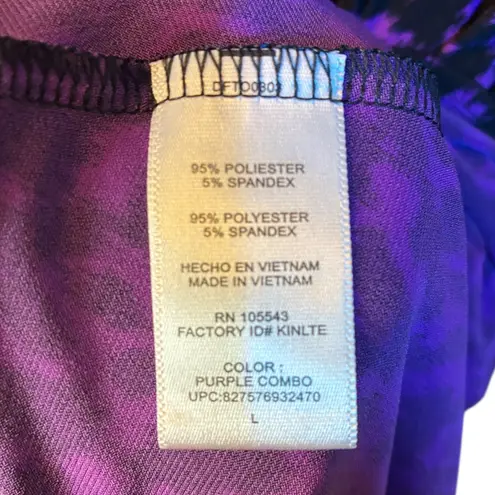 DFTO0303
95% POLIESTER
5% SPANDEX
95% POLYESTER
5% SPANDEX
HECHO EN VIETNAM
MADE IN VIETNAM
RN 105543
FACTORY ID# KINLTE
COLOR :
PURPLE COMBO
UPC:827576932470
L